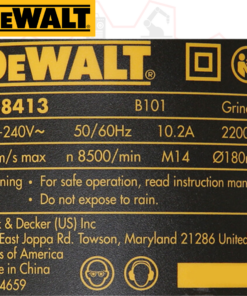 DEWALT
DEWALT®
8413 B101 Grin
-240V~ 50/60Hz 10.2A 2200
m/s max n 8500/min M14 Ø180m
ning • For safe operation, read instruction man
• Do not expose to rain.
& Decker (US) Inc
East Joppa Rd. Towson, Maryland 21286 United
s of America
e in China
4659